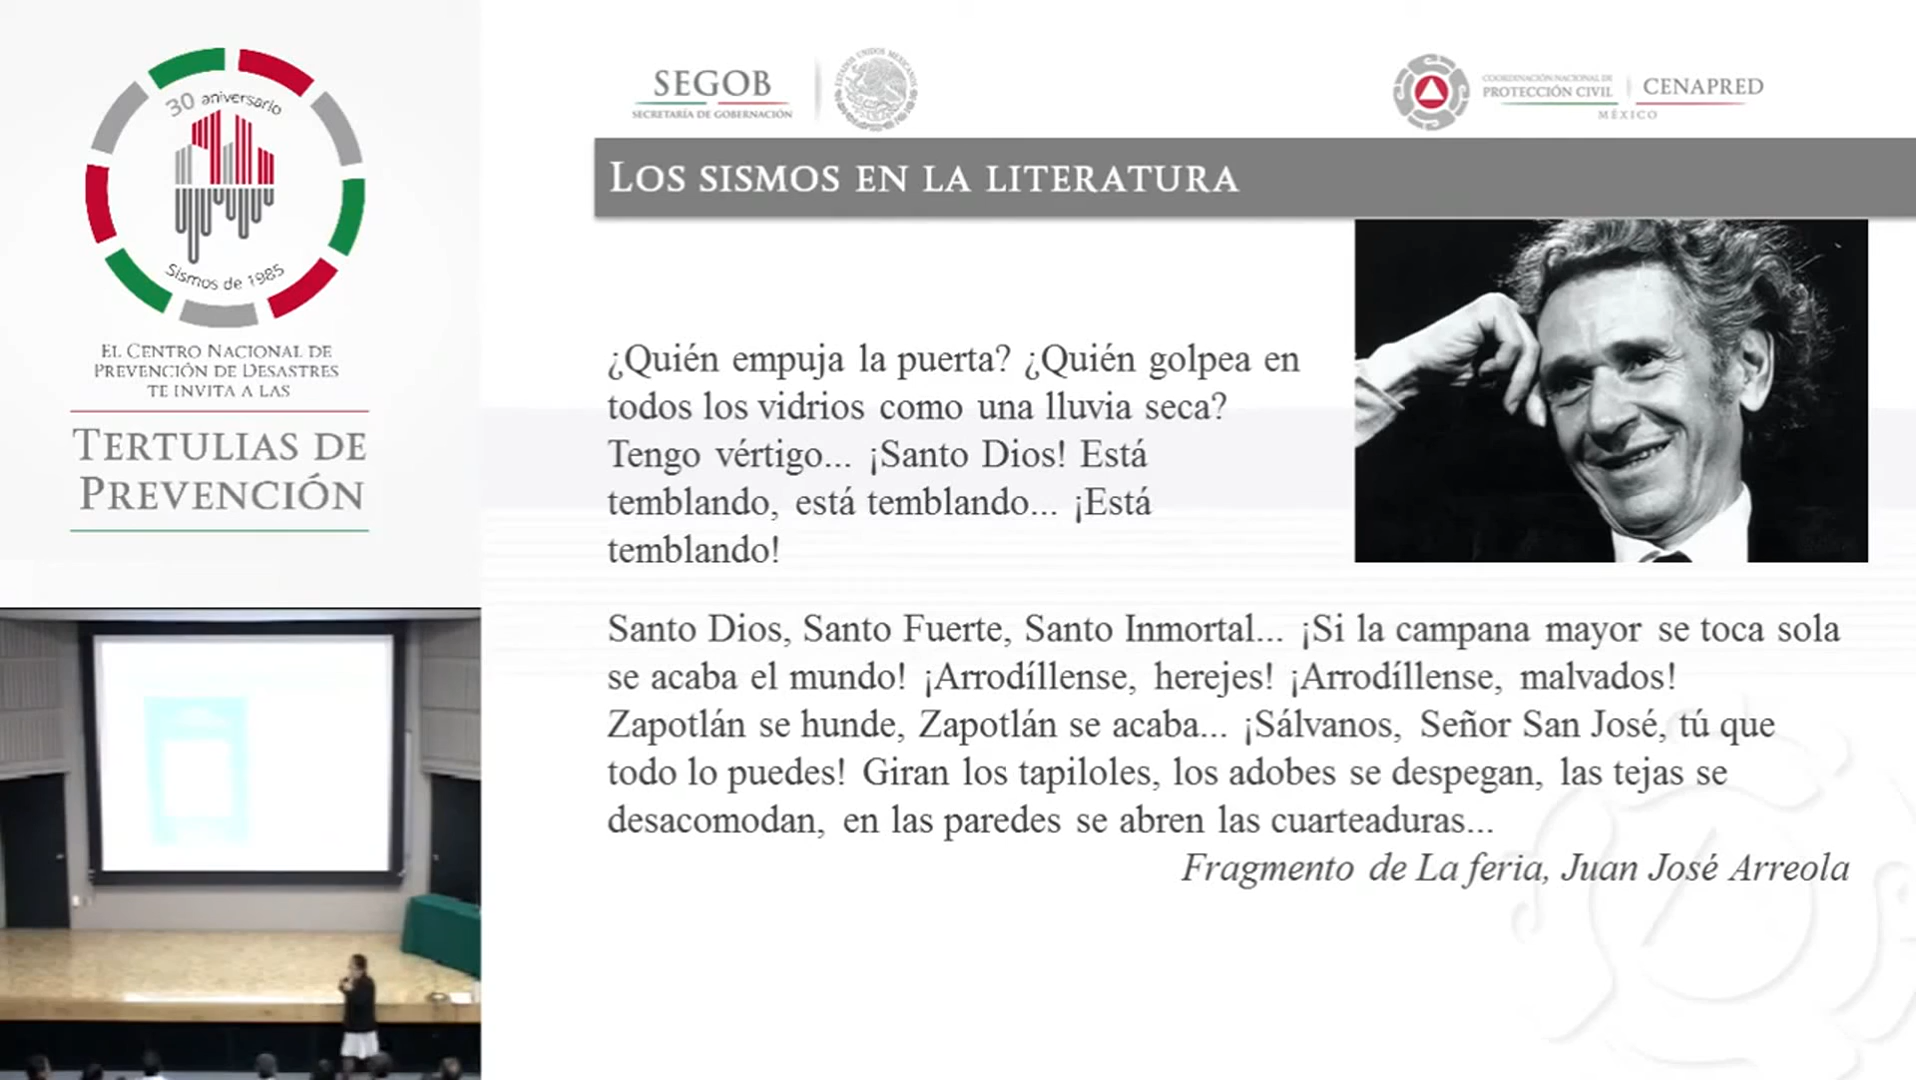 30 aniversario
Sismos de 1985
EL CENTRO NACIONAL DE
PREVENCIÓN DE DESASTRES
TE INVITA A LAS
TERTULIAS DE
PREVENCIÓN
SEGOB
SECRETARÍA DE GOBERNACIÓN
ESTADOS UNIDOS MEXICANOS
COORDINACIÓN NACIONAL DE
PROTECCIÓN CIVIL
CENAPRED
MÉXICO
LOS SISMOS EN LA LITERATURA
¿Quién empuja la puerta? ¿Quién golpea en
todos los vidrios como una lluvia seca?
Tengo vértigo... ¡Santo Dios! Está
temblando, está temblando... ¡Está
temblando!
Santo Dios, Santo Fuerte, Santo Inmortal... ¡Si la campana mayor se toca sola
se acaba el mundo! ¡Arrodíllense, herejes! ¡Arrodíllense, malvados!
Zapotlán se hunde, Zapotlán se acaba... ¡Sálvanos, Señor San José, tú que
todo lo puedes! Giran los tapiloles, los adobes se despegan, las tejas se
desacomodan, en las paredes se abren las cuarteaduras...
Fragmento de La feria, Juan José Arreola